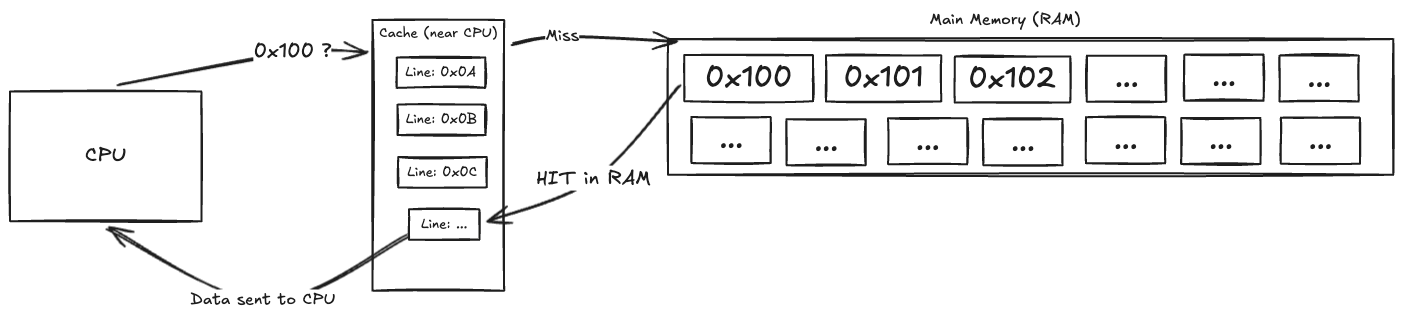 Main Memory (RAM)
Cache (near CPU)
Miss
0x100 ?
Line: 0x0A
0x100
0x101
0x102
...
...
...
Line: 0x0B
CPU
...
...
...
...
...
...
...
Line: 0x0C
HIT in RAM
Line: ...
Data sent to CPU